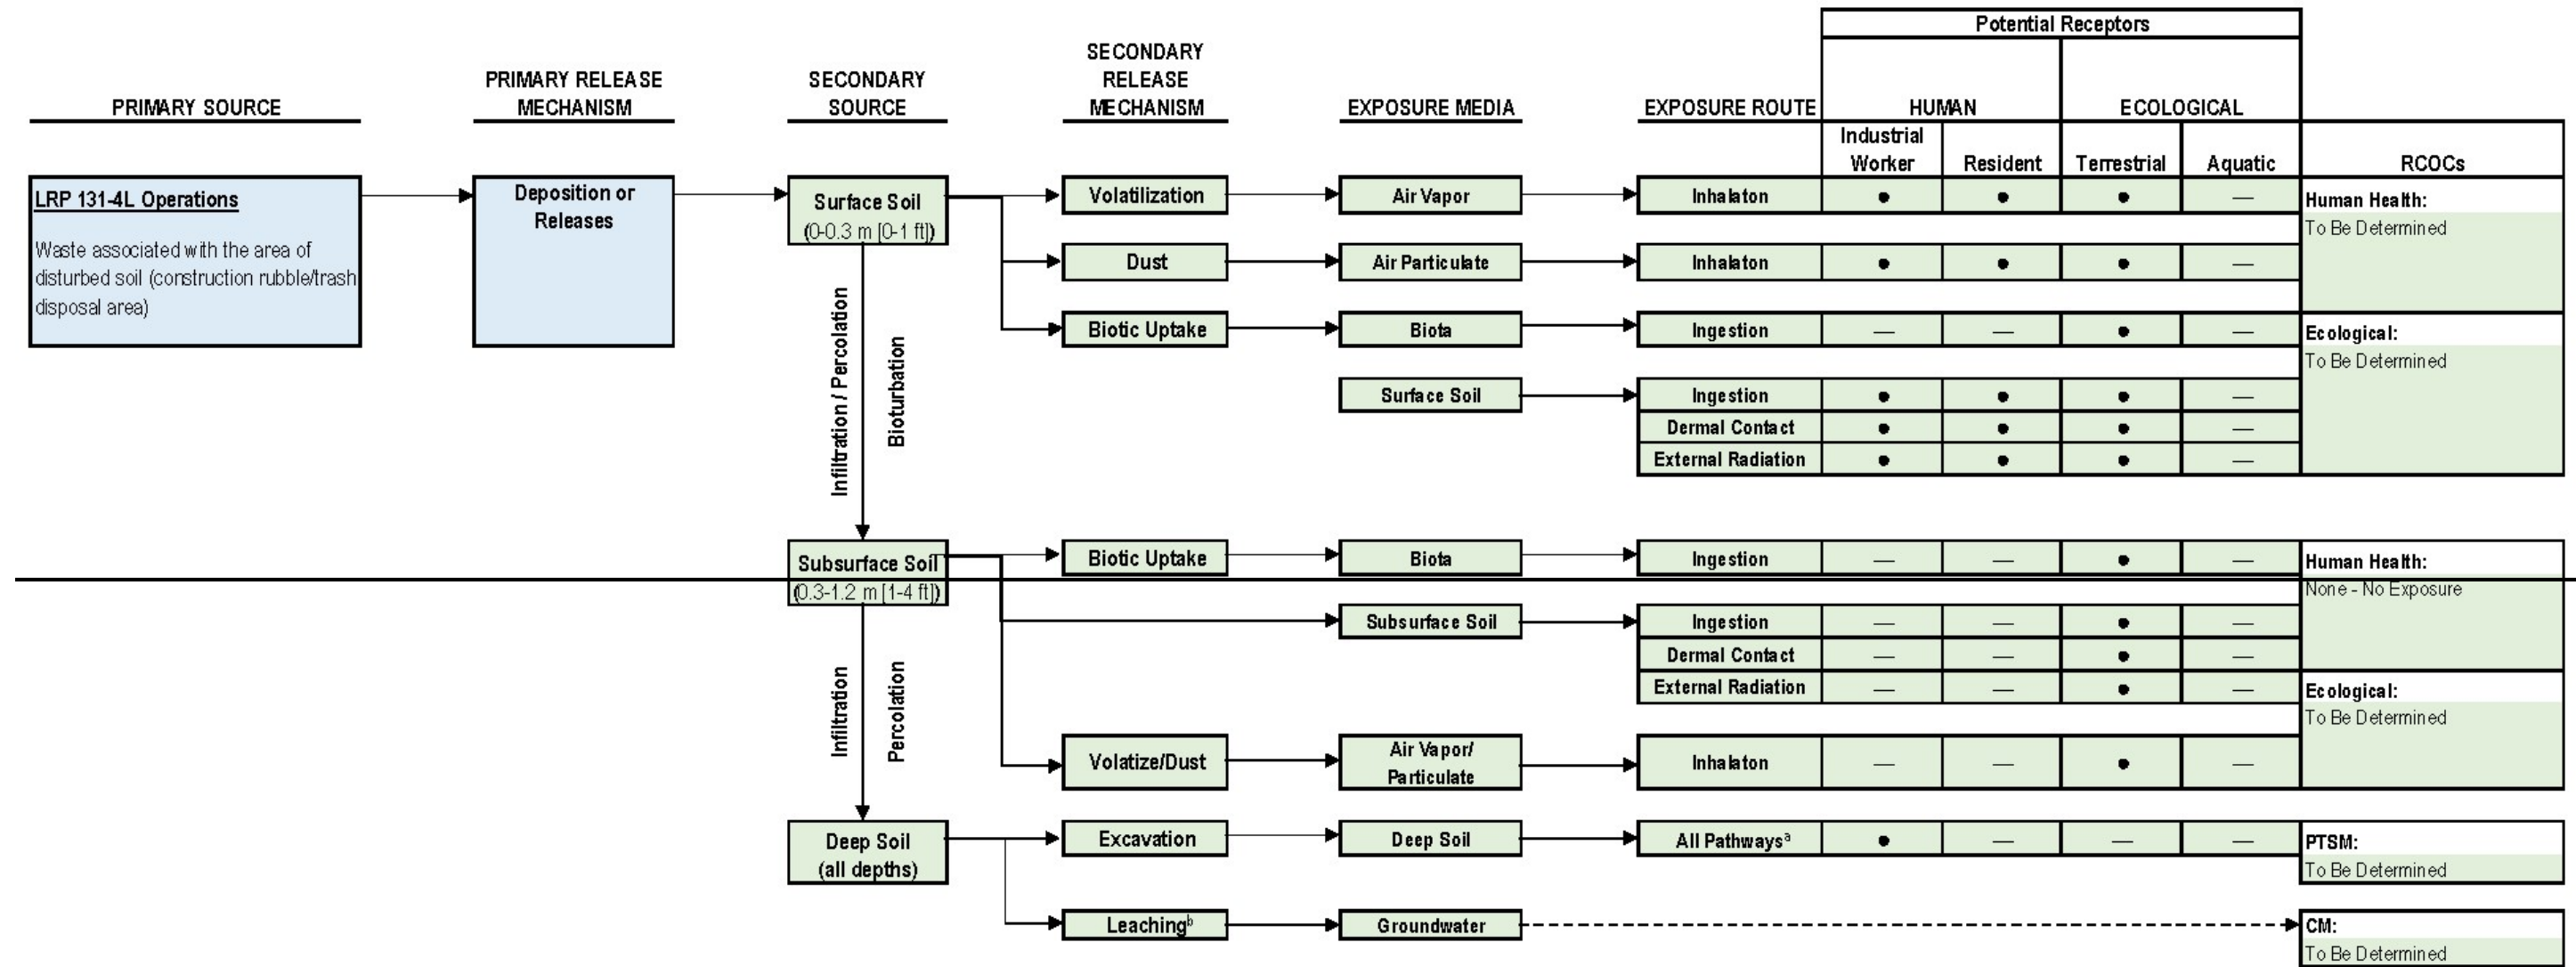 Potential Receptors
PRIMARY SOURCE
PRIMARY RELEASE
MECHANISM
SECONDARY
SOURCE
SECONDARY
RELEASE
MECHANISM
EXPOSURE MEDIA
EXPOSURE ROUTE
HUMAN
ECOLOGICAL
Industrial
Worker
Resident
Terrestrial
Aquatic
RCOCs
LRP 131-4L Operations
Waste associated with the area of
disturbed soil (construction rubble/trash
disposal area)
Deposition or
Releases
Surface Soil
(0-0.3 m [0-1 ft])
Volatilization
Air Vapor
Inhalaton
● ● ● —
Human Health:
To Be Determined
Dust
Air Particulate
Inhalaton
● ● ● —
Biotic Uptake
Biota
Ingestion
— — ● —
Ecological:
To Be Determined
Surface Soil
Ingestion
● ● ● —
Dermal Contact
● ● ● —
External Radiation
● ● ● —
Infiltration / Percolation
Bioturbation
Subsurface Soil
(0.3-1.2 m [1-4 ft])
Biotic Uptake
Biota
Ingestion
— — ● —
Human Health:
None - No Exposure
Subsurface Soil
Ingestion
— — ● —
Dermal Contact
— — ● —
External Radiation
— — ● —
Ecological:
To Be Determined
Infiltration
Percolation
Volatize/Dust
Air Vapor/
Particulate
Inhalaton
— — ● —
Deep Soil
(all depths)
Excavation
Deep Soil
All Pathwaysᵃ
● — — —
PTSM:
To Be Determined
Leachingᵇ
Groundwater
CM:
To Be Determined